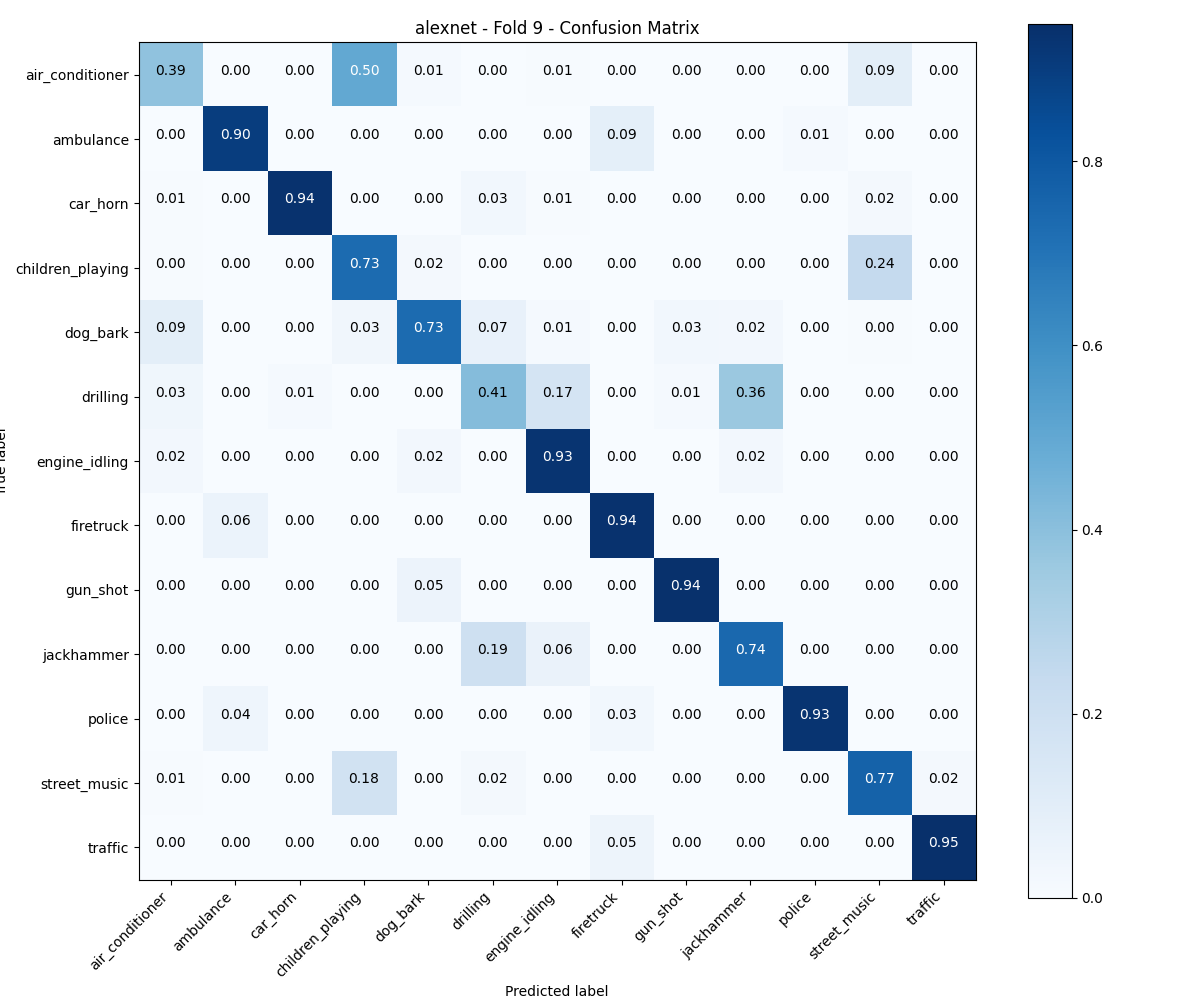 alexnet - Fold 9 - Confusion Matrix
air_conditioner 0.39 0.00 0.00 0.50 0.01 0.00 0.01 0.00 0.00 0.00 0.00 0.09 0.00
ambulance 0.00 0.90 0.00 0.00 0.00 0.00 0.00 0.09 0.00 0.00 0.01 0.00 0.00
car_horn 0.01 0.00 0.94 0.00 0.00 0.03 0.01 0.00 0.00 0.00 0.00 0.02 0.00
children_playing 0.00 0.00 0.00 0.73 0.02 0.00 0.00 0.00 0.00 0.00 0.00 0.24 0.00
dog_bark 0.09 0.00 0.00 0.03 0.73 0.07 0.01 0.00 0.03 0.02 0.00 0.00 0.00
drilling 0.03 0.00 0.01 0.00 0.00 0.41 0.17 0.00 0.01 0.36 0.00 0.00 0.00
engine_idling 0.02 0.00 0.00 0.00 0.02 0.00 0.93 0.00 0.00 0.02 0.00 0.00 0.00
firetruck 0.00 0.06 0.00 0.00 0.00 0.00 0.00 0.94 0.00 0.00 0.00 0.00 0.00
gun_shot 0.00 0.00 0.00 0.00 0.05 0.00 0.00 0.00 0.94 0.00 0.00 0.00 0.00
jackhammer 0.00 0.00 0.00 0.00 0.00 0.19 0.06 0.00 0.00 0.74 0.00 0.00 0.00
police 0.00 0.04 0.00 0.00 0.00 0.00 0.00 0.03 0.00 0.00 0.93 0.00 0.00
street_music 0.01 0.00 0.00 0.18 0.00 0.02 0.00 0.00 0.00 0.00 0.00 0.77 0.02
traffic 0.00 0.00 0.00 0.00 0.00 0.00 0.00 0.05 0.00 0.00 0.00 0.00 0.95
air_conditioner
ambulance
car_horn
children_playing
dog_bark
drilling
engine_idling
firetruck
gun_shot
jackhammer
police
street_music
traffic
Predicted label
0.8
0.6
0.4
0.2
0.0